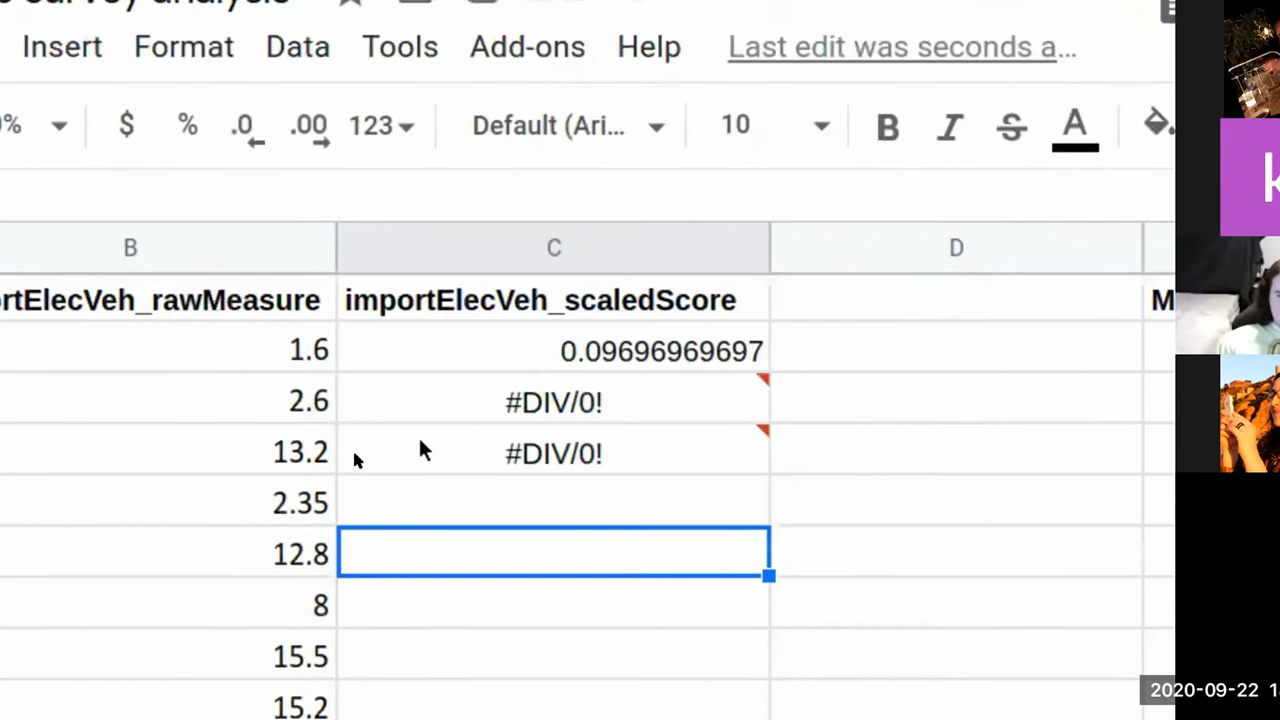 Insert Format Data Tools Add-ons Help Last edit was seconds a...
% $ % .0 .00 123 Default (Ari... 10 B I S A
k
B C D
rtElecVeh_rawMeasure importElecVeh_scaledScore M
1.6 0.09696969697
2.6 #DIV/0!
13.2 #DIV/0!
2.35
12.8
8
15.5
15.2
2020-09-22